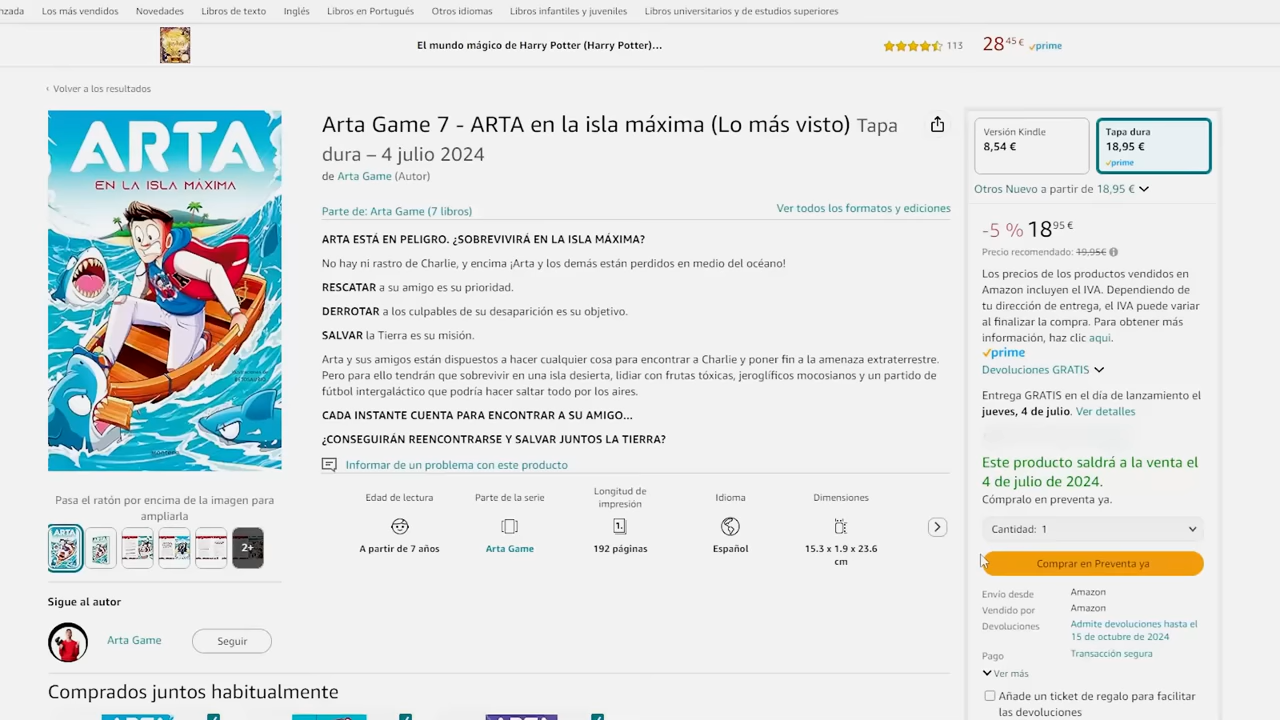 nzada Los más vendidos Novedades Libros de texto Inglés Libros en Portugués Otros idiomas Libros infantiles y juveniles Libros universitarios y de estudios superiores
El mundo mágico de Harry Potter (Harry Potter)... 113 28 45 € prime
‹ Volver a los resultados
ARTA
EN LA ISLA MÁXIMA
Pasa el ratón por encima de la imagen para
ampliarla
2+
Sigue al autor
Arta Game Seguir
Arta Game 7 - ARTA en la isla máxima (Lo más visto) Tapa
dura – 4 julio 2024
de Arta Game (Autor)
Parte de: Arta Game (7 libros)
Ver todos los formatos y ediciones
ARTA ESTÁ EN PELIGRO. ¿SOBREVIVIRÁ EN LA ISLA MÁXIMA?
No hay ni rastro de Charlie, y encima ¡Arta y los demás están perdidos en medio del océano!
RESCATAR a su amigo es su prioridad.
DERROTAR a los culpables de su desaparición es su objetivo.
SALVAR la Tierra es su misión.
Arta y sus amigos están dispuestos a hacer cualquier cosa para encontrar a Charlie y poner fin a la amenaza extraterrestre.
Pero para ello tendrán que sobrevivir en una isla desierta, lidiar con frutas tóxicas, jeroglíficos mocosianos y un partido de
fútbol intergaláctico que podría hacer saltar todo por los aires.
CADA INSTANTE CUENTA PARA ENCONTRAR A SU AMIGO...
¿CONSEGUIRÁN REENCONTRARSE Y SALVAR JUNTOS LA TIERRA?
Informar de un problema con este producto
Edad de lectura
A partir de 7 años
Parte de la serie
Arta Game
Longitud de
impresión
1.
192 páginas
Idioma
Español
Dimensiones
15.3 x 1.9 x 23.6
cm
Versión Kindle
8,54 €
Tapa dura
18,95 €
prime
Otros Nuevo a partir de 18,95 €
-5 % 18 95 €
Precio recomendado: 19,95€
Los precios de los productos vendidos en
Amazon incluyen el IVA. Dependiendo de
tu dirección de entrega, el IVA puede variar
al finalizar la compra. Para obtener más
información, haz clic aqui.
prime
Devoluciones GRATIS
Entrega GRATIS en el día de lanzamiento el
jueves, 4 de julio. Ver detalles
Este producto saldrá a la venta el
4 de julio de 2024.
Cómpralo en preventa ya.
Cantidad: 1
Comprar en Preventa ya
Envío desde Amazon
Vendido por Amazon
Devoluciones Admite devoluciones hasta el
15 de octubre de 2024
Pago Transacción segura
Ver más
Añade un ticket de regalo para facilitar
las devoluciones
Comprados juntos habitualmente
ARTA
ARTA